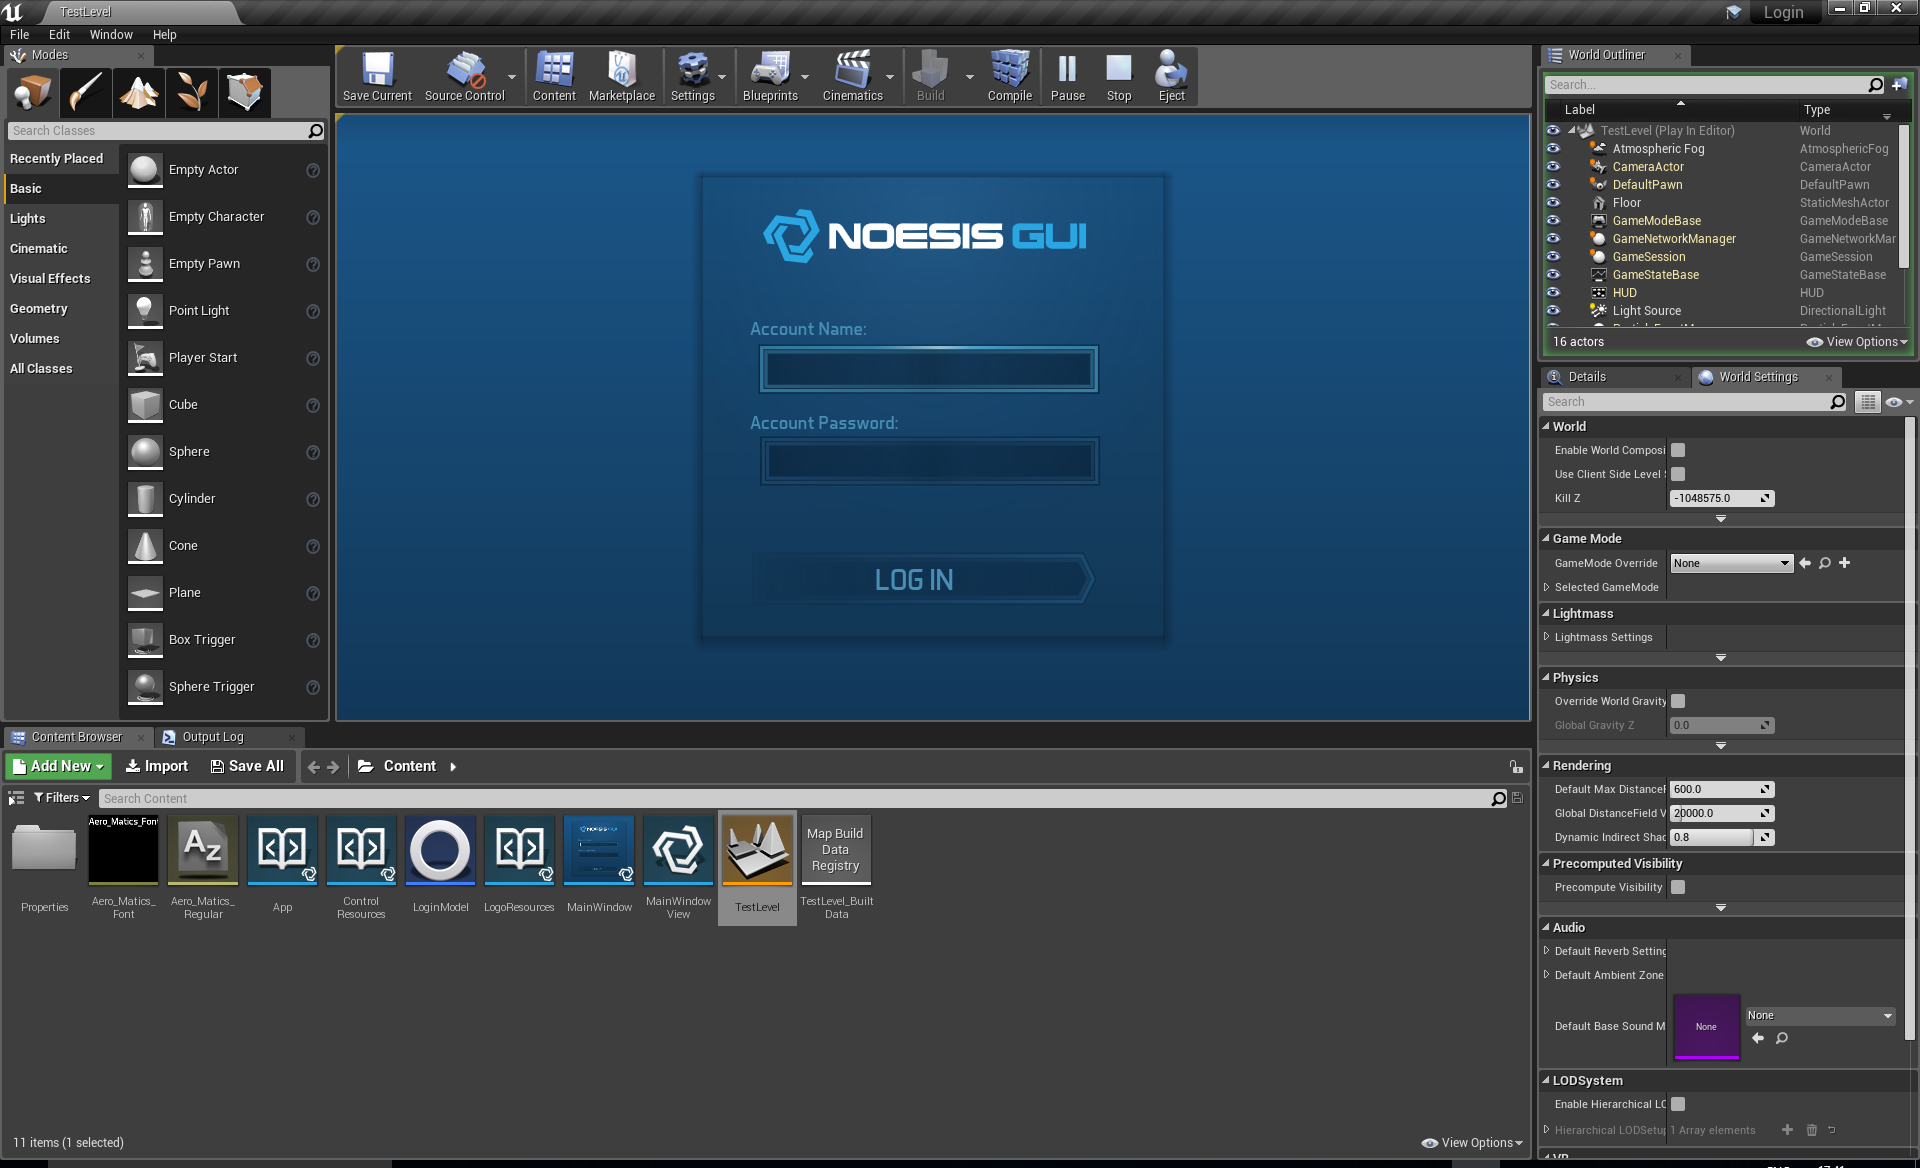 TestLevel
Login
File Edit Window Help
Modes
Search Classes
Recently Placed
Basic
Lights
Cinematic
Visual Effects
Geometry
Volumes
All Classes
Empty Actor
Empty Character
Empty Pawn
Point Light
Player Start
Cube
Sphere
Cylinder
Cone
Plane
Box Trigger
Sphere Trigger
Save Current Source Control Content Marketplace Settings Blueprints Cinematics Build Compile Pause Stop Eject
NOESIS GUI
Account Name:
Account Password:
LOG IN
World Outliner
Search...
Label Type
TestLevel (Play In Editor) World
Atmospheric Fog AtmosphericFog
CameraActor CameraActor
DefaultPawn DefaultPawn
Floor StaticMeshActor
GameModeBase GameModeBase
GameNetworkManager GameNetworkMar
GameSession GameSession
GameStateBase GameStateBase
HUD HUD
Light Source DirectionalLight
16 actors View Options
Details World Settings
Search
World
Enable World Composi
Use Client Side Level
Kill Z -1048575.0
Game Mode
GameMode Override None
Selected GameMode
Lightmass
Lightmass Settings
Physics
Override World Gravity
Global Gravity Z 0.0
Rendering
Default Max DistanceF 600.0
Global DistanceField V 20000.0
Dynamic Indirect Shac 0.8
Precomputed Visibility
Precompute Visibility
Audio
Default Reverb Setting
Default Ambient Zone
Default Base Sound M None None
LODSystem
Enable Hierarchical LO
Hierarchical LODSetup 1 Array elements
Content Browser Output Log
Add New Import Save All Content
Filters Search Content
Aero_Matics_Font
Az
Map Build
Data
Registry
Properties
Aero_Matics_
Font
Aero_Matics_
Regular
App
Control
Resources
LoginModel
LogoResources
MainWindow
MainWindow
View
TestLevel
TestLevel_Built
Data
11 items (1 selected) View Options